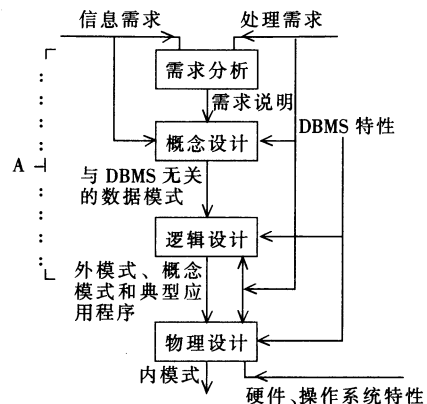 信息需求
处理需求
需求分析
需求说明
DBMS 特性
概念设计
A
与 DBMS 无关
的数据模式
逻辑设计
外模式、概念
模式和典型应
用程序
物理设计
内模式
硬件、操作系统特性